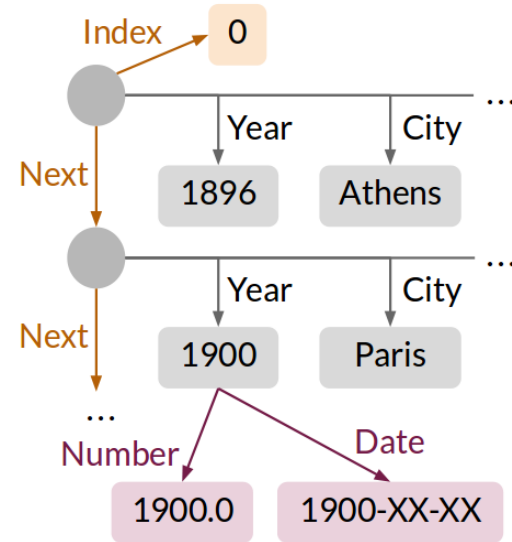 Index 0
...
Year City
Next
1896 Athens
...
Year City
Next
1900 Paris
...
Number Date
1900.0 1900-XX-XX